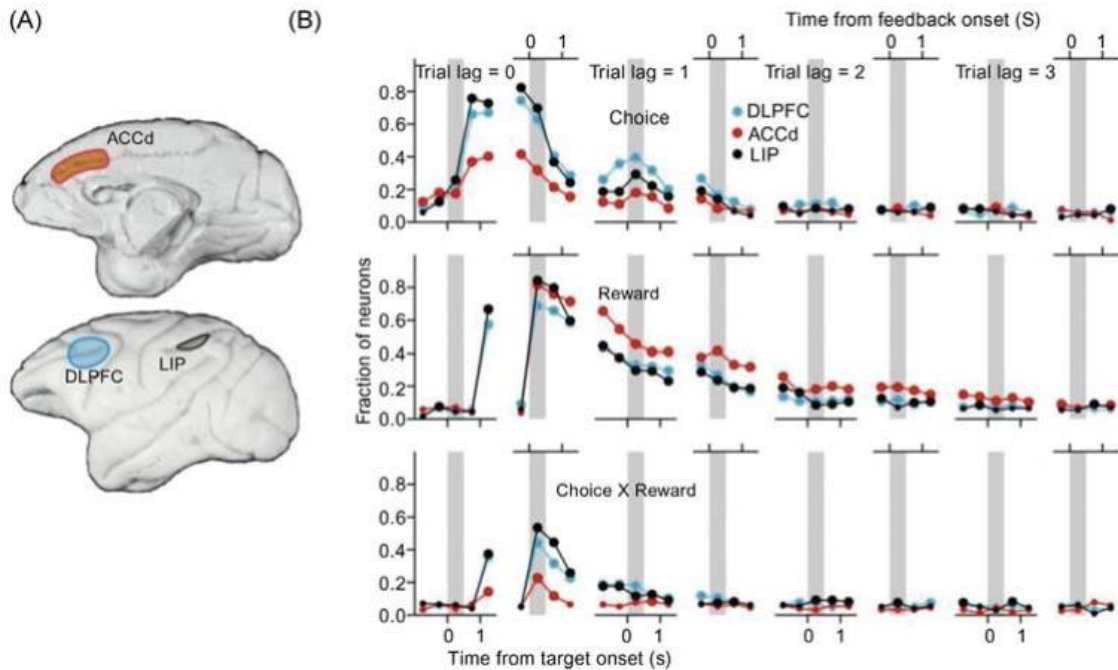 (A)
(B)
Time from feedback onset (S)
0 1 0 1 0 1 0 1
Trial lag = 0 Trial lag = 1 Trial lag = 2 Trial lag = 3
ACCd
DLPFC
LIP
Choice
DLPFC
ACCd
LIP
0.8
0.6
0.4
0.2
0.0
Reward
0.8
0.6
0.4
0.2
0.0
Fraction of neurons
Choice X Reward
0.8
0.6
0.4
0.2
0.0
0 1 0 1 0 1 0 1
Time from target onset (s)